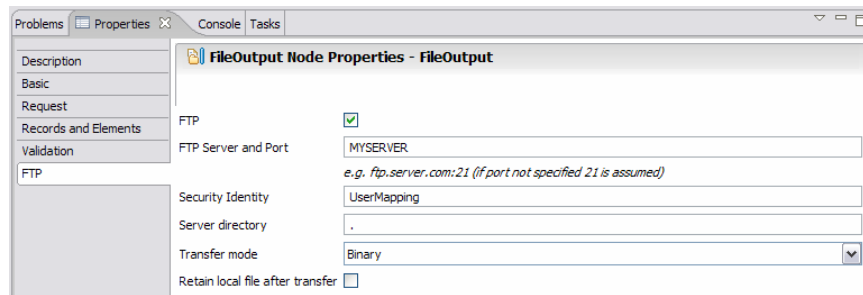 Problems Properties Console Tasks
FileOutput Node Properties - FileOutput
Description
Basic
Request
Records and Elements
Validation
FTP
FTP
FTP Server and Port MYSERVER
e.g. ftp.server.com:21 (if port not specified 21 is assumed)
Security Identity UserMapping
Server directory .
Transfer mode Binary
Retain local file after transfer